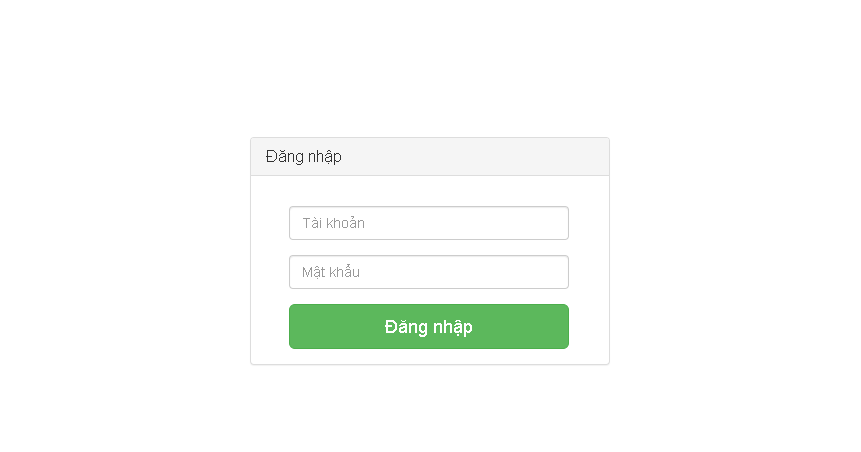 Đăng nhập
Tài khoản
Mật khẩu
Đăng nhập